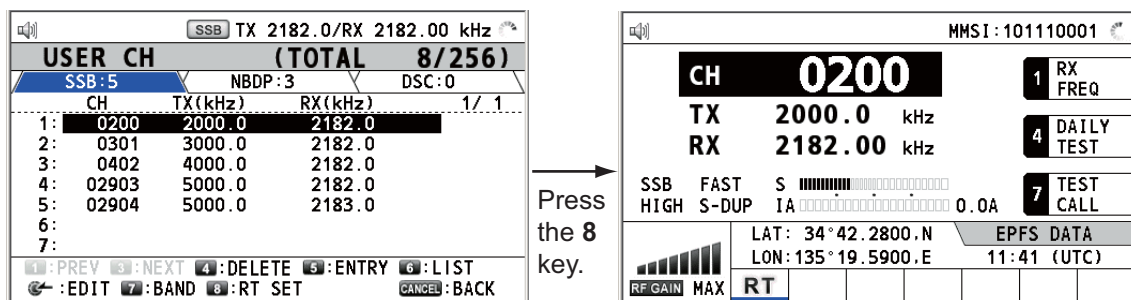 SSB TX 2182.0/RX 2182.00 kHz
USER CH (TOTAL 8/256)
SSB:5 NBDP:3 DSC:0
CH TX(kHz) RX(kHz) 1/ 1
1: 0200 2000.0 2182.0
2: 0301 3000.0 2182.0
3: 0402 4000.0 2182.0
4: 02903 5000.0 2182.0
5: 02904 5000.0 2183.0
6:
7:
1:PREV 3:NEXT 4:DELETE 5:ENTRY 6:LIST
:EDIT 7:BAND 8:RT SET CANCEL:BACK
Press
the 8
key.
MMSI:101110001
CH 0200
TX 2000.0 kHz
RX 2182.00 kHz
1 RX FREQ
4 DAILY TEST
7 TEST CALL
SSB FAST S
HIGH S-DUP IA 0.0A
LAT: 34°42.2800,N EPFS DATA
LON:135°19.5900,E 11:41 (UTC)
RF GAIN MAX RT